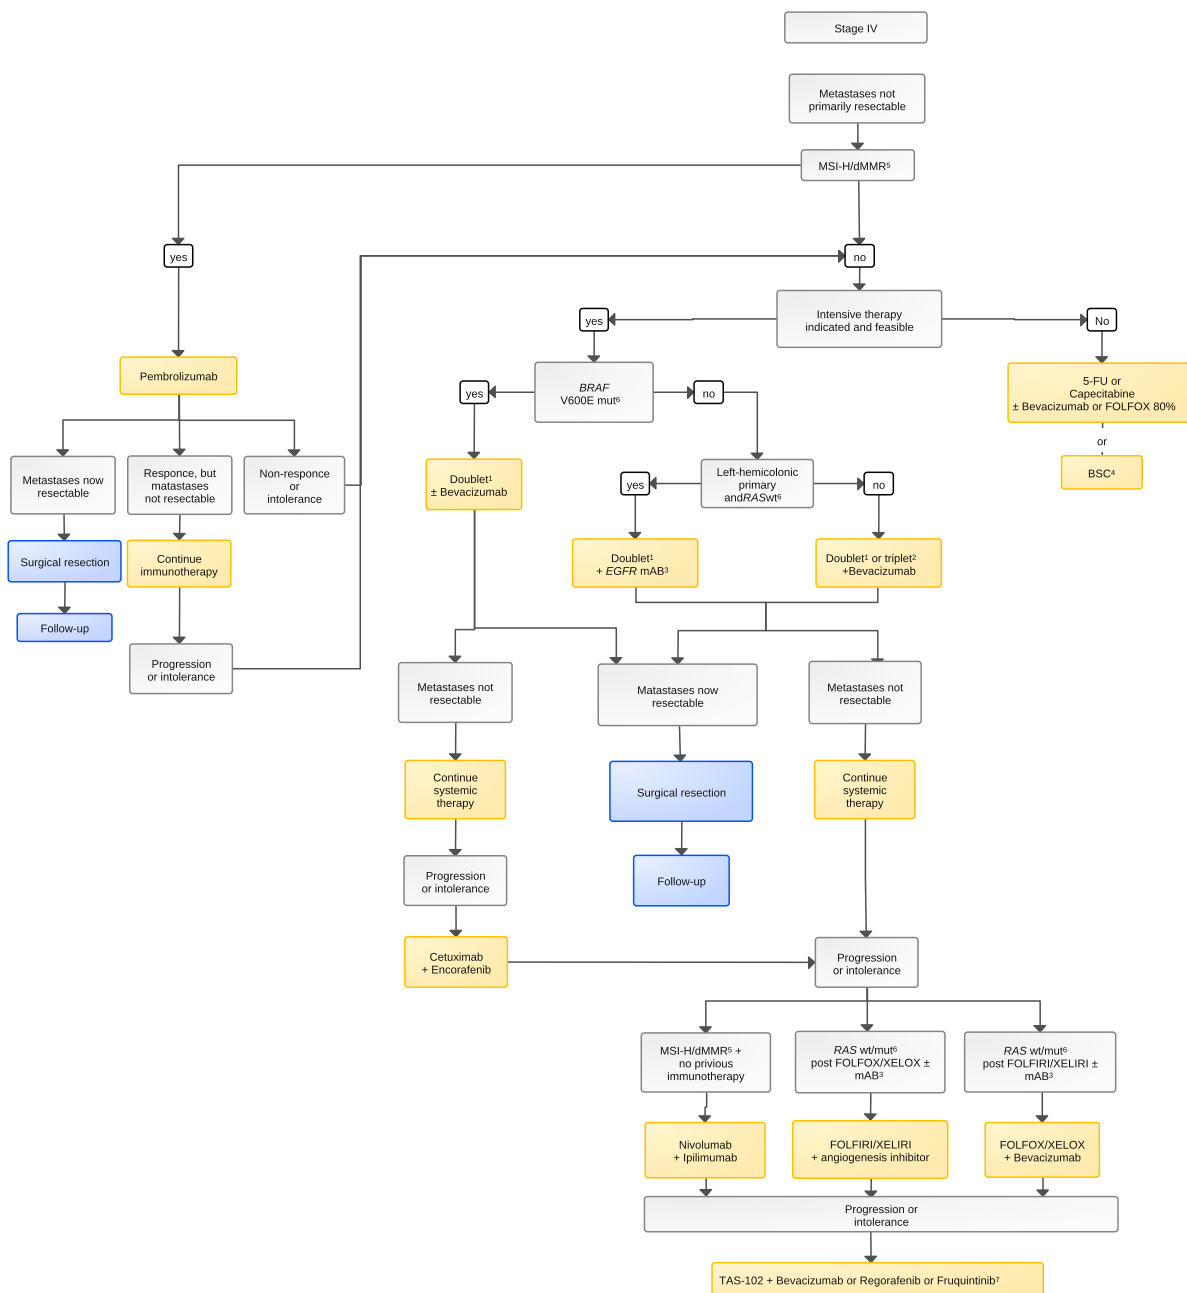 Stage IV
Metastases not
primarily resectable
MSI-H/dMMR⁵
yes
no
Intensive therapy
indicated and feasible
yes
No
Pembrolizumab
5-FU or
Capecitabine
± Bevacizumab or FOLFOX 80%
or
BSC⁴
BRAF
V600E mut⁶
yes
no
Metastases now
resectable
Responce, but
matastases
not resectable
Non-responce
or
intolerance
Doublet¹
± Bevacizumab
Left-hemicolonic
primary
andRASwt⁶
yes
no
Surgical resection
Continue
immunotherapy
Doublet¹
+ EGFR mAB³
Doublet¹ or triplet²
+Bevacizumab
Follow-up
Progression
or intolerance
Metastases not
resectable
Matastases now
resectable
Metastases not
resectable
Continue
systemic
therapy
Surgical resection
Continue
systemic
therapy
Progression
or intolerance
Follow-up
Cetuximab
+ Encorafenib
Progression
or intolerance
MSI-H/dMMR⁵ +
no privious
immunotherapy
RAS wt/mut⁶
post FOLFOX/XELOX ±
mAB³
RAS wt/mut⁶
post FOLFIRI/XELIRI ±
mAB³
Nivolumab
+ Ipilimumab
FOLFIRI/XELIRI
+ angiogenesis inhibitor
FOLFOX/XELOX
+ Bevacizumab
Progression or
intolerance
TAS-102 + Bevacizumab or Regorafenib or Fruquintinib⁷